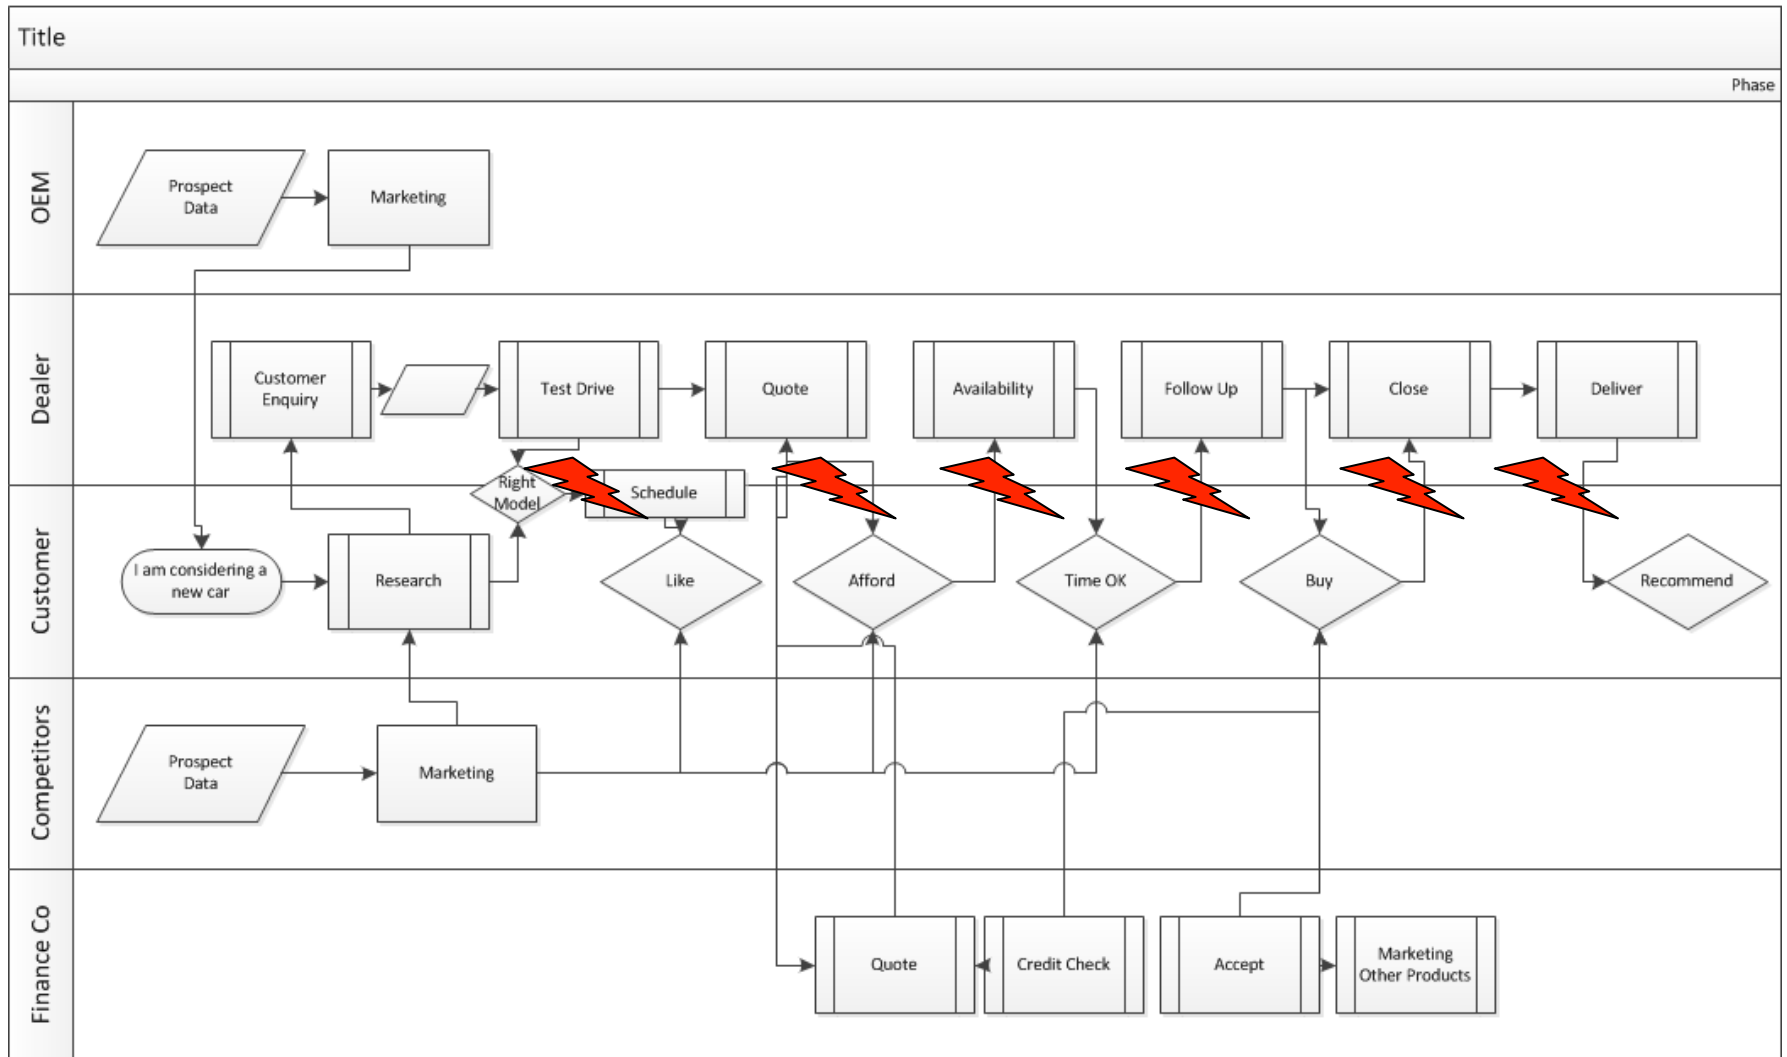 Title
Phase
OEM
Prospect
Data
Marketing
Dealer
Customer
Enquiry
Test Drive
Quote
Availability
Follow Up
Close
Deliver
Right
Model
Schedule
Customer
I am considering a
new car
Research
Like
Afford
Time OK
Buy
Recommend
Competitors
Prospect
Data
Marketing
Finance Co
Quote
Credit Check
Accept
Marketing
Other Products